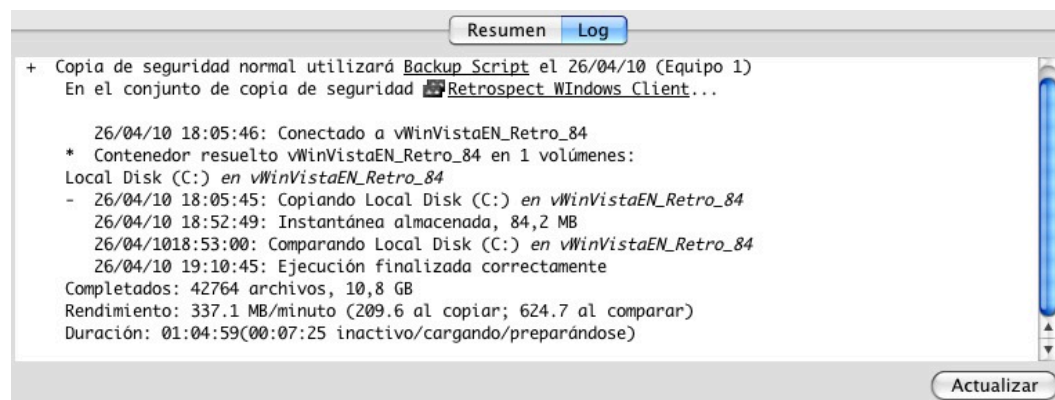 Resumen Log
+ Copia de seguridad normal utilizará Backup Script el 26/04/10 (Equipo 1)
En el conjunto de copia de seguridad Retrospect WIndows Client...
26/04/10 18:05:46: Conectado a vWinVistaEN_Retro_84
* Contenedor resuelto vWinVistaEN_Retro_84 en 1 volúmenes:
Local Disk (C:) en vWinVistaEN_Retro_84
- 26/04/10 18:05:45: Copiando Local Disk (C:) en vWinVistaEN_Retro_84
26/04/10 18:52:49: Instantánea almacenada, 84,2 MB
26/04/1018:53:00: Comparando Local Disk (C:) en vWinVistaEN_Retro_84
26/04/10 19:10:45: Ejecución finalizada correctamente
Completados: 42764 archivos, 10,8 GB
Rendimiento: 337.1 MB/minuto (209.6 al copiar; 624.7 al comparar)
Duración: 01:04:59(00:07:25 inactivo/cargando/preparándose)
Actualizar